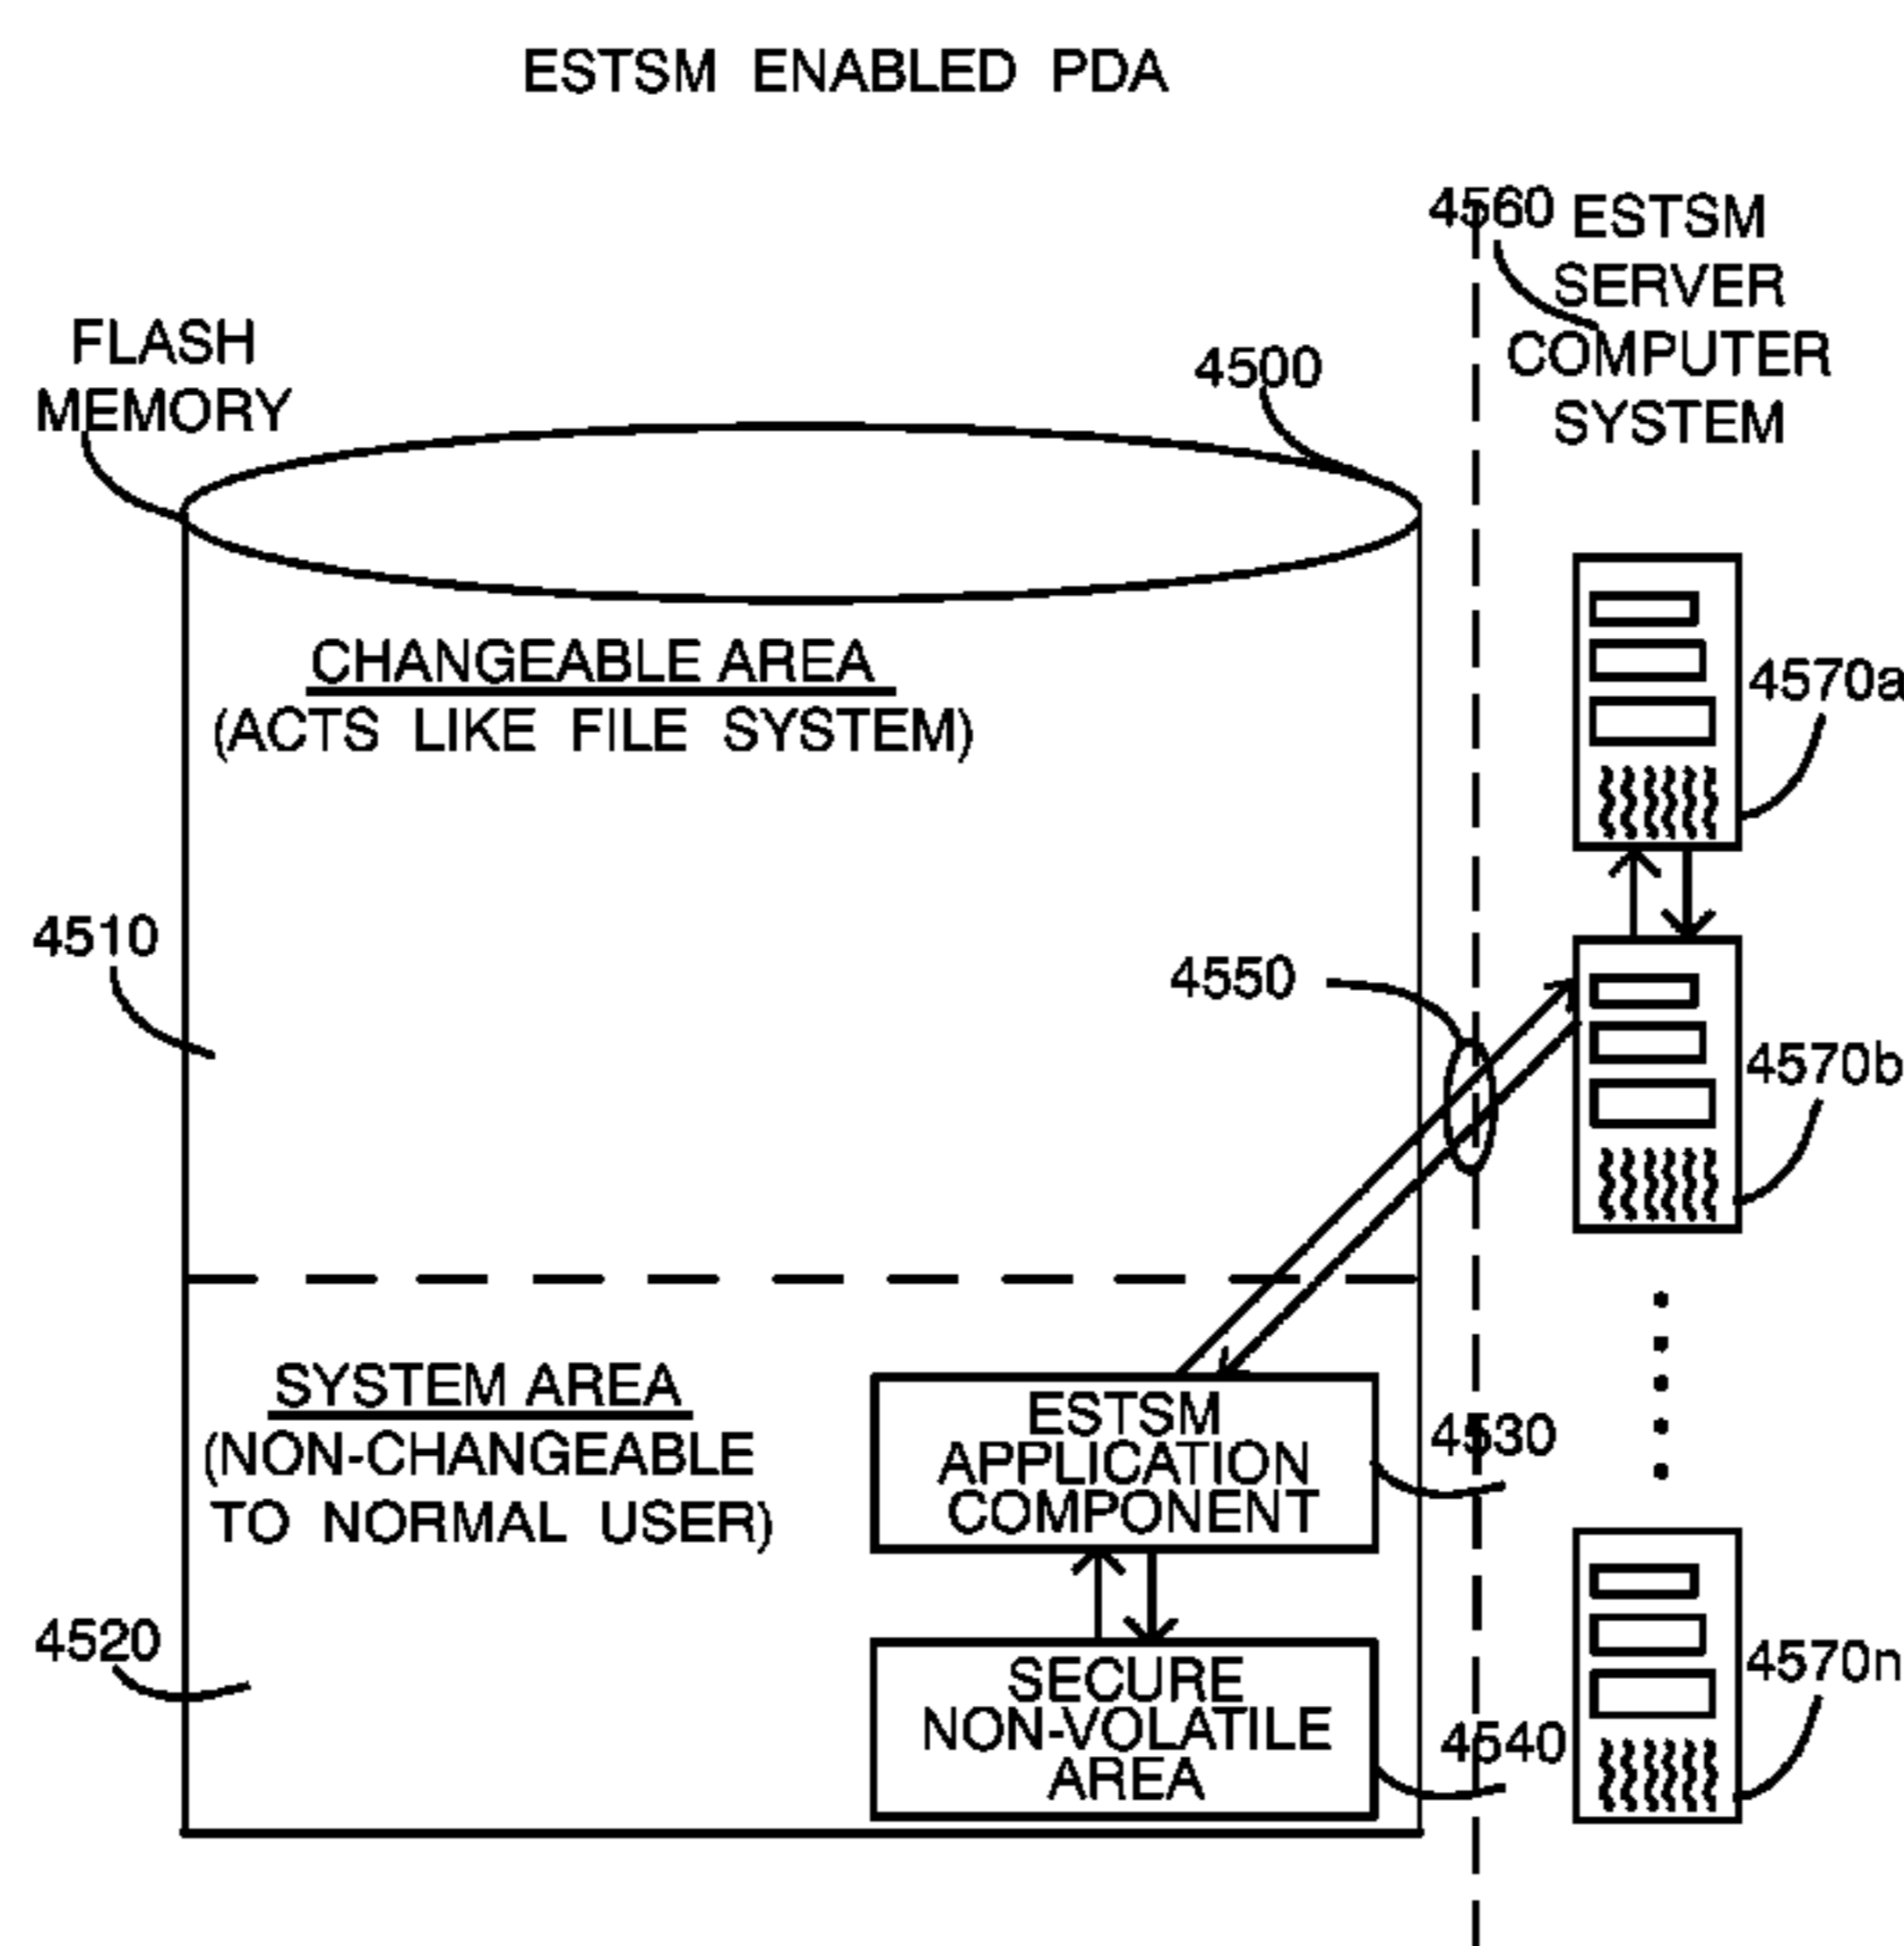 ESTSM ENABLED PDA
4560
ESTSM
SERVER
COMPUTER
SYSTEM
FLASH
MEMORY
4500
CHANGEABLE AREA
(ACTS LIKE FILE SYSTEM)
4570a
4510
4550
4570b
SYSTEM AREA
(NON-CHANGEABLE
TO NORMAL USER)
ESTSM
APPLICATION
COMPONENT
4530
4520
SECURE
NON-VOLATILE
AREA
4540
4570n